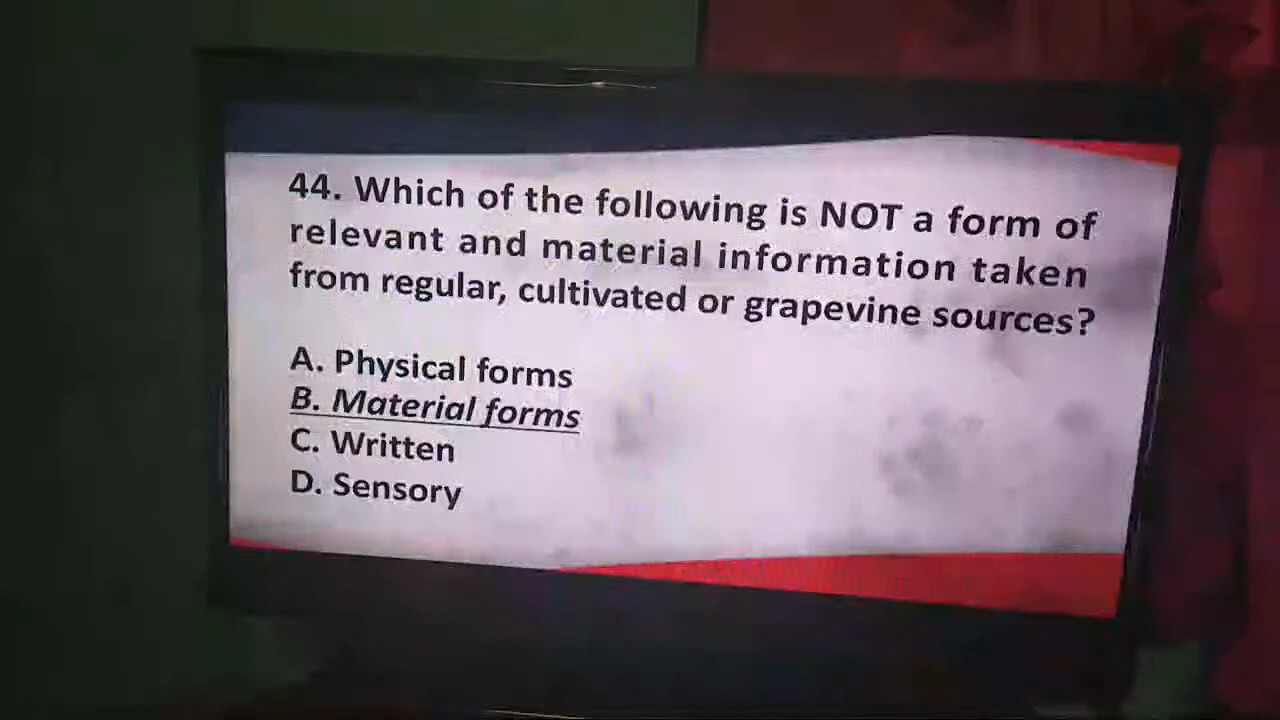 44. Which of the following is NOT a form of
relevant and material information taken
from regular, cultivated or grapevine sources?
A. Physical forms
B. Material forms
C. Written
D. Sensory